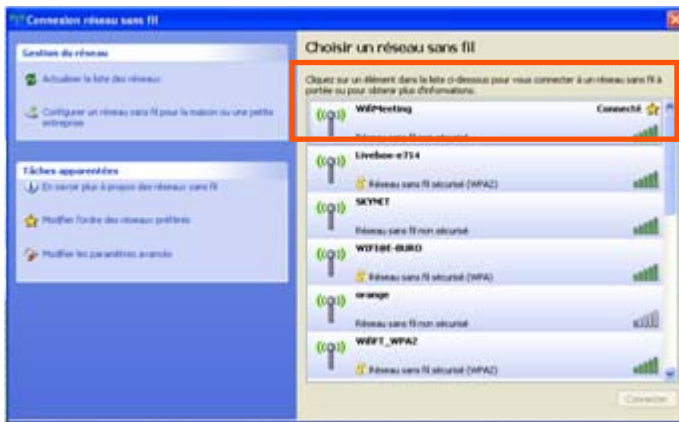 Connexion réseau sans fil
Gestion du réseau
Actualiser la liste des réseaux
Configurer un réseau sans fil pour la maison ou une petite
entreprise
Tâches apparentées
En savoir plus à propos des réseaux sans fil
Modifier l'ordre des réseaux préférés
Modifier les paramètres avancés
Choisir un réseau sans fil
Cliquez sur un élément dans la liste ci-dessous pour vous connecter à un réseau sans fil à
portée ou pour obtenir plus d'informations.
WifiMeeting Connecté
Réseau sans fil non sécurisé
Livebox-e714
Réseau sans fil sécurisé (WPA2)
SKYNET
Réseau sans fil non sécurisé
WIFI@E-BURO
Réseau sans fil sécurisé (WPA)
orange
Réseau sans fil non sécurisé
WIFIFT_WPA2
Réseau sans fil sécurisé (WPA2)
Connecter